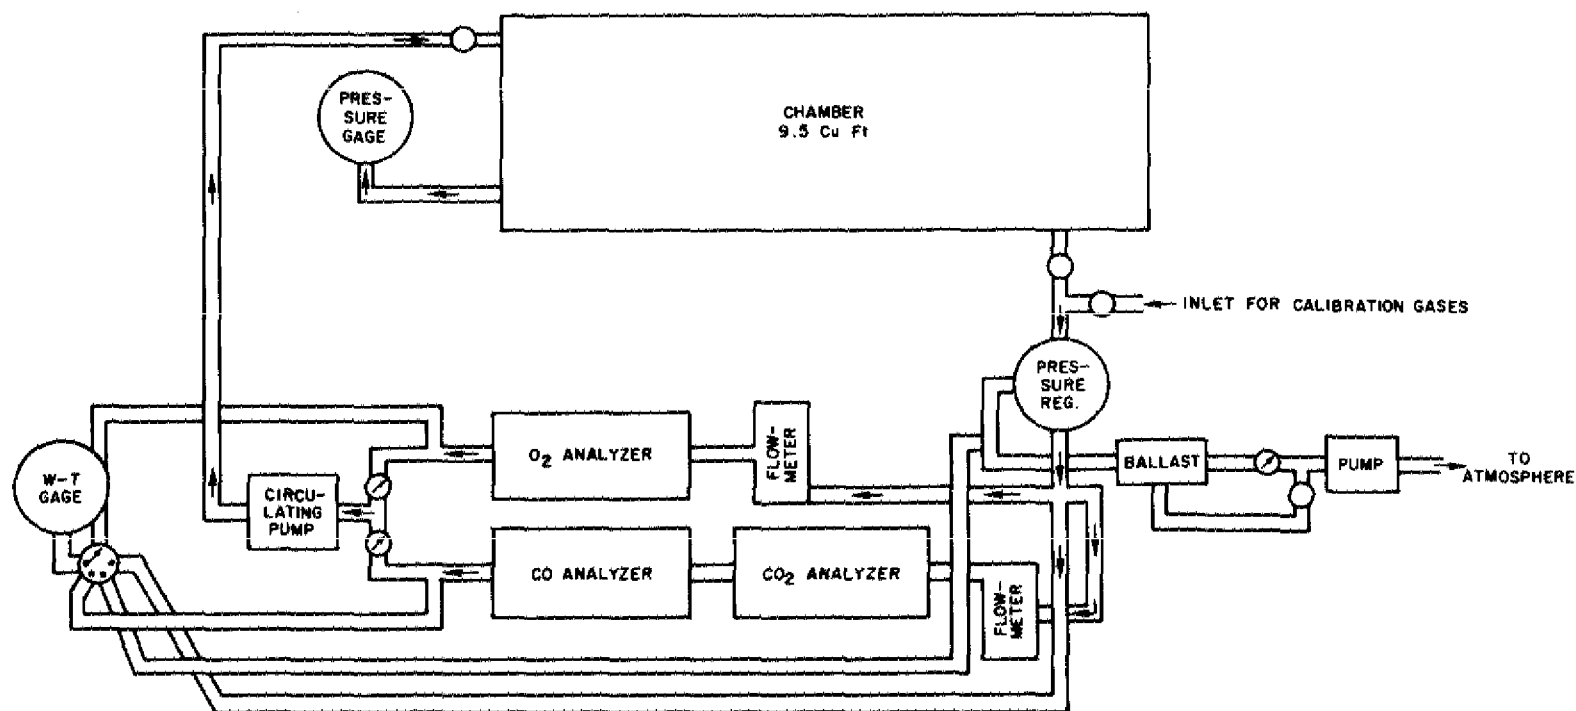 CHAMBER
9.5 Cu Ft
PRES-
SURE
GAGE
INLET FOR CALIBRATION GASES
PRES-
SURE
REG.
W-T
GAGE
CIRCU-
LATING
PUMP
O2 ANALYZER
FLOW-
METER
BALLAST
PUMP
TO
ATMOSPHERE
CO ANALYZER
CO2 ANALYZER
FLOW-
METER